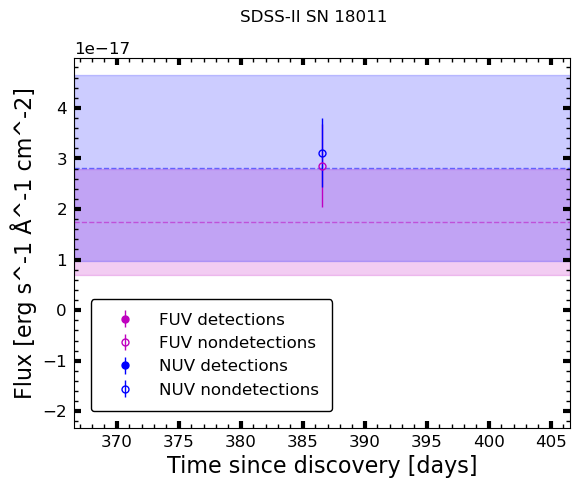 SDSS-II SN 18011
1e−17
Flux [erg s^-1 Å^-1 cm^-2]
4
3
2
1
0
−1
−2
FUV detections
FUV nondetections
NUV detections
NUV nondetections
370 375 380 385 390 395 400 405
Time since discovery [days]